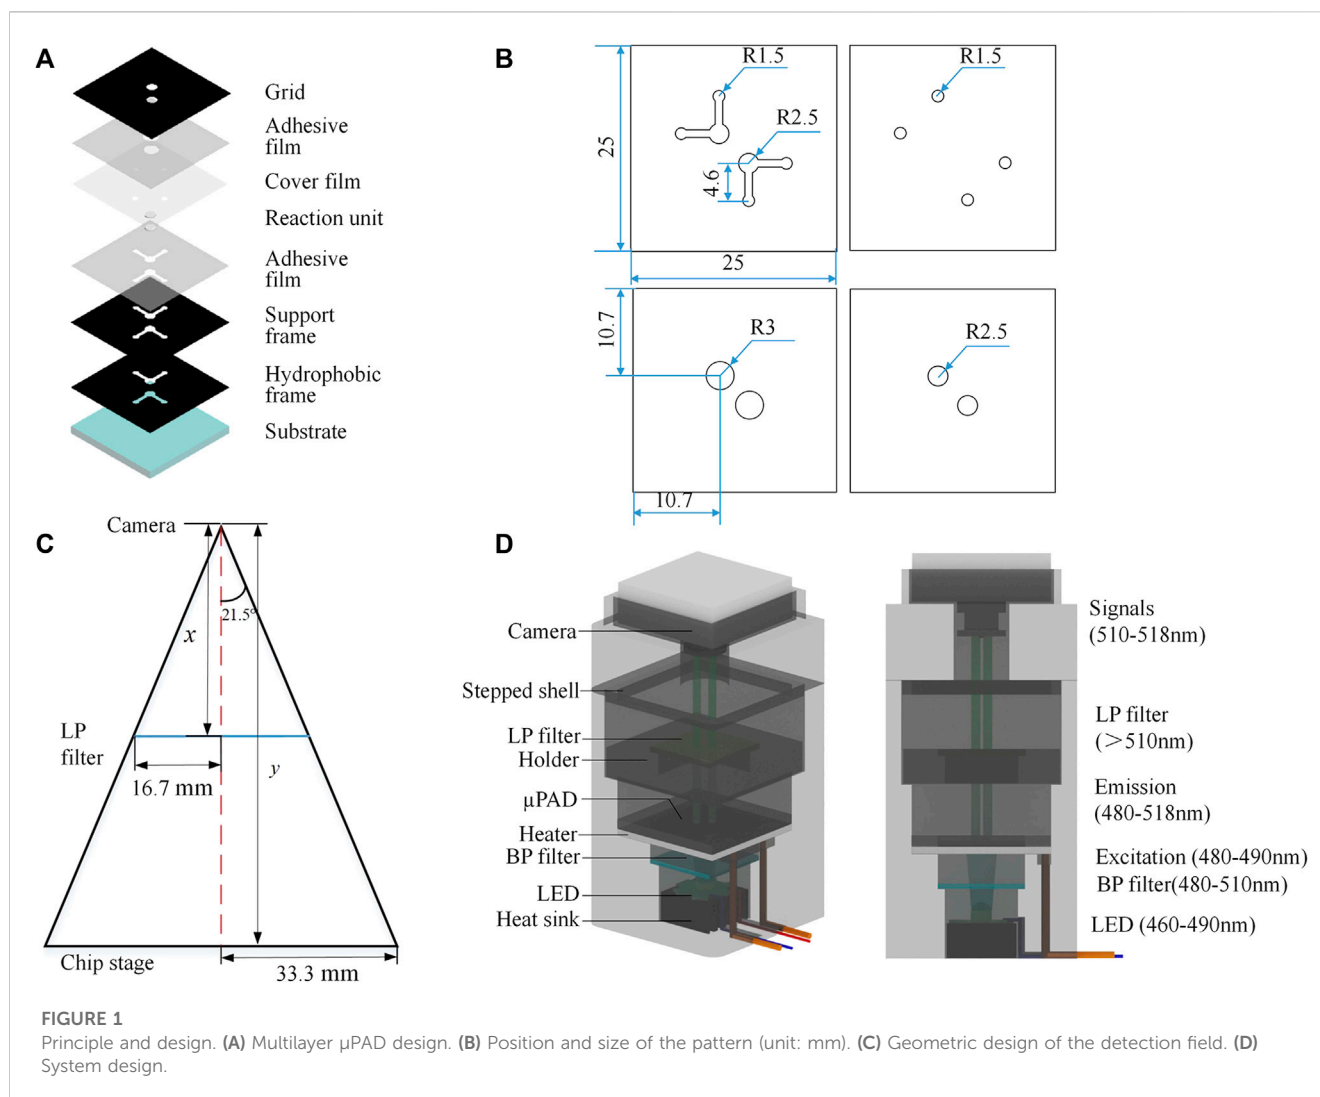 A
Grid
Adhesive
film
Cover film
Reaction unit
Adhesive
film
Support
frame
Hydrophobic
frame
Substrate
B
R1.5
R2.5
25
4.6
25
R1.5
10.7
R3
10.7
R2.5
C
Camera
21.5°
x
LP
filter
y
16.7 mm
Chip stage
33.3 mm
D
Camera
Stepped shell
LP filter
Holder
µPAD
Heater
BP filter
LED
Heat sink
Signals
(510-518nm)
LP filter
(>510nm)
Emission
(480-518nm)
Excitation (480-490nm)
BP filter(480-510nm)
LED (460-490nm)
FIGURE 1
Principle and design. (A) Multilayer µPAD design. (B) Position and size of the pattern (unit: mm). (C) Geometric design of the detection field. (D)
System design.